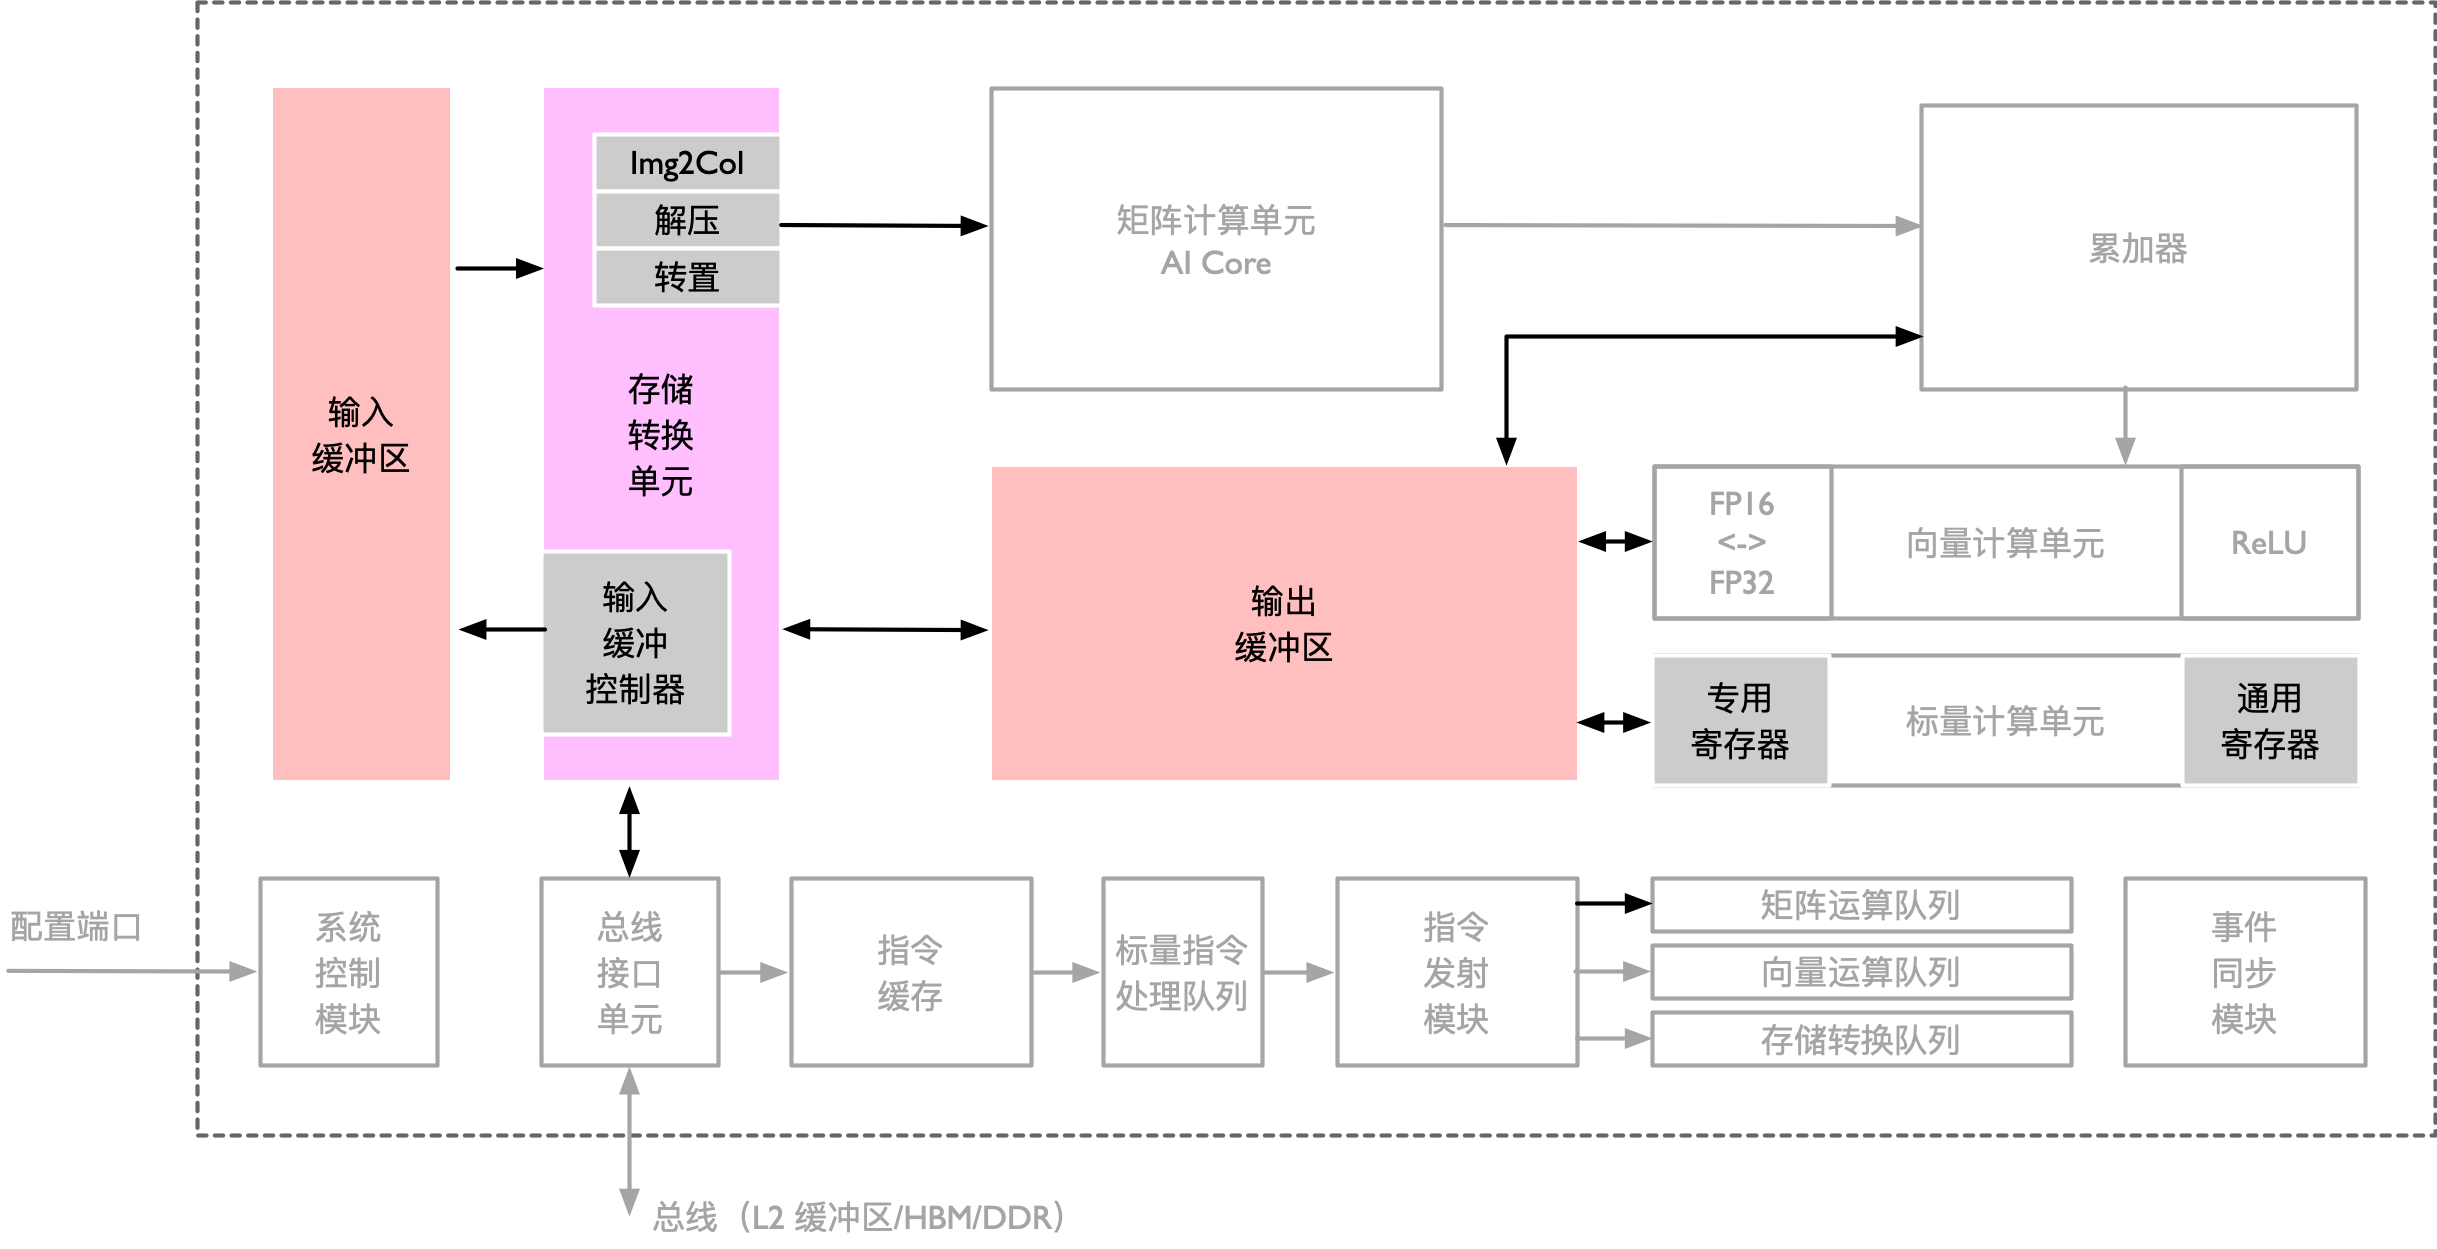 Img2Col
解压
转置
输入
缓冲区
存储
转换
单元
输入
缓冲
控制器
矩阵计算单元
AI Core
累加器
输出
缓冲区
FP16
<->
FP32
向量计算单元
ReLU
专用
寄存器
标量计算单元
通用
寄存器
配置端口
系统
控制
模块
总线
接口
单元
指令
缓存
标量指令
处理队列
指令
发射
模块
矩阵运算队列
向量运算队列
存储转换队列
事件
同步
模块
总线（L2 缓冲区/HBM/DDR）